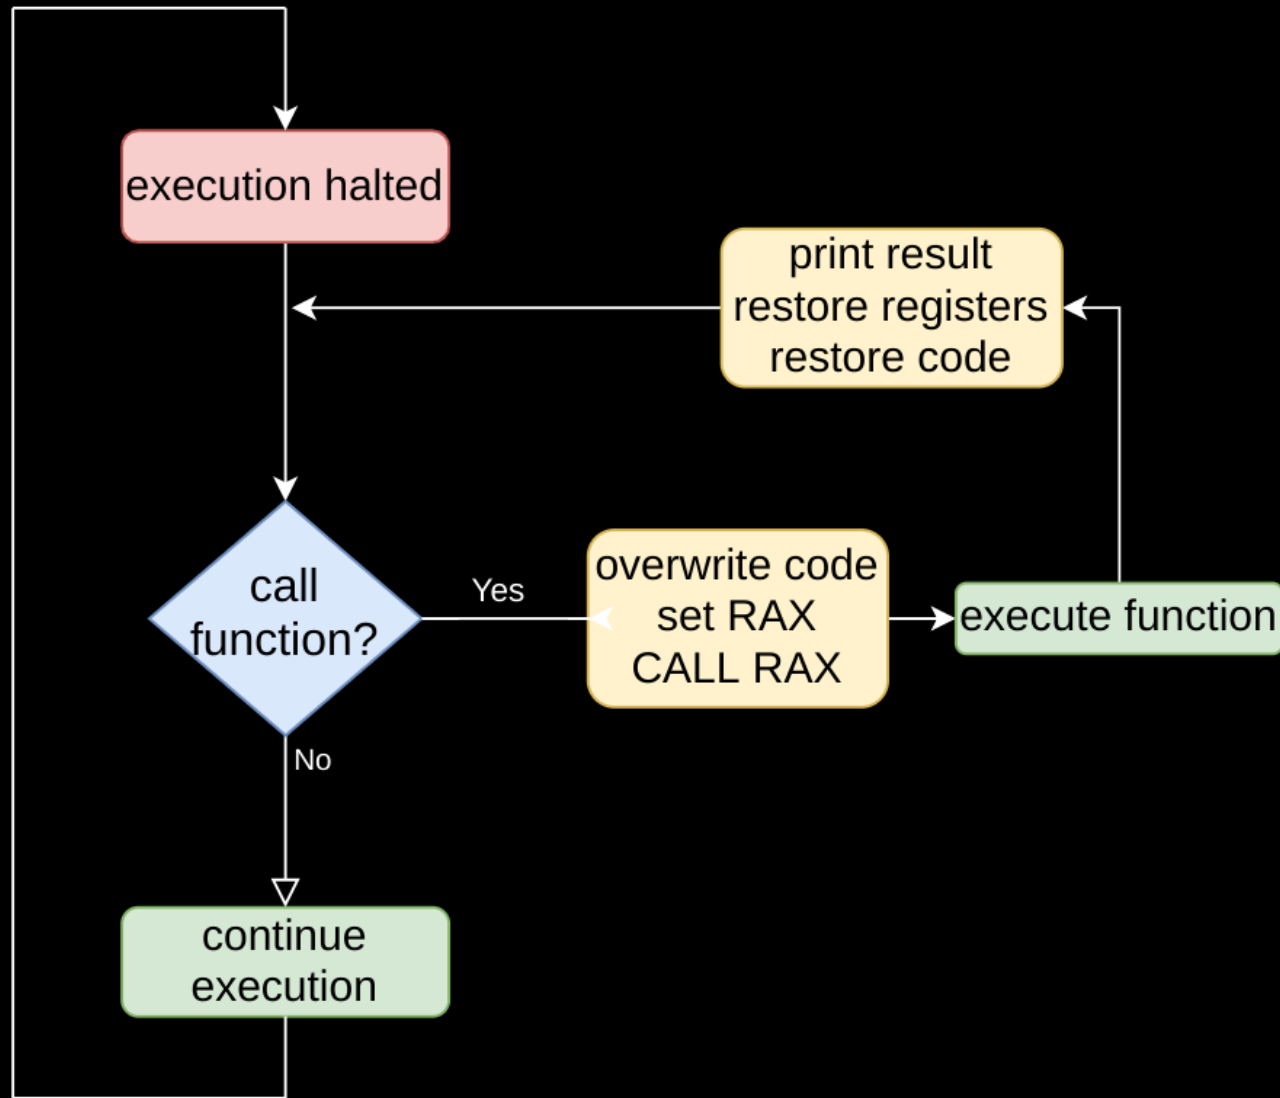 execution halted
print result
restore registers
restore code
call
function?
Yes
overwrite code
set RAX
CALL RAX
execute function
No
continue
execution